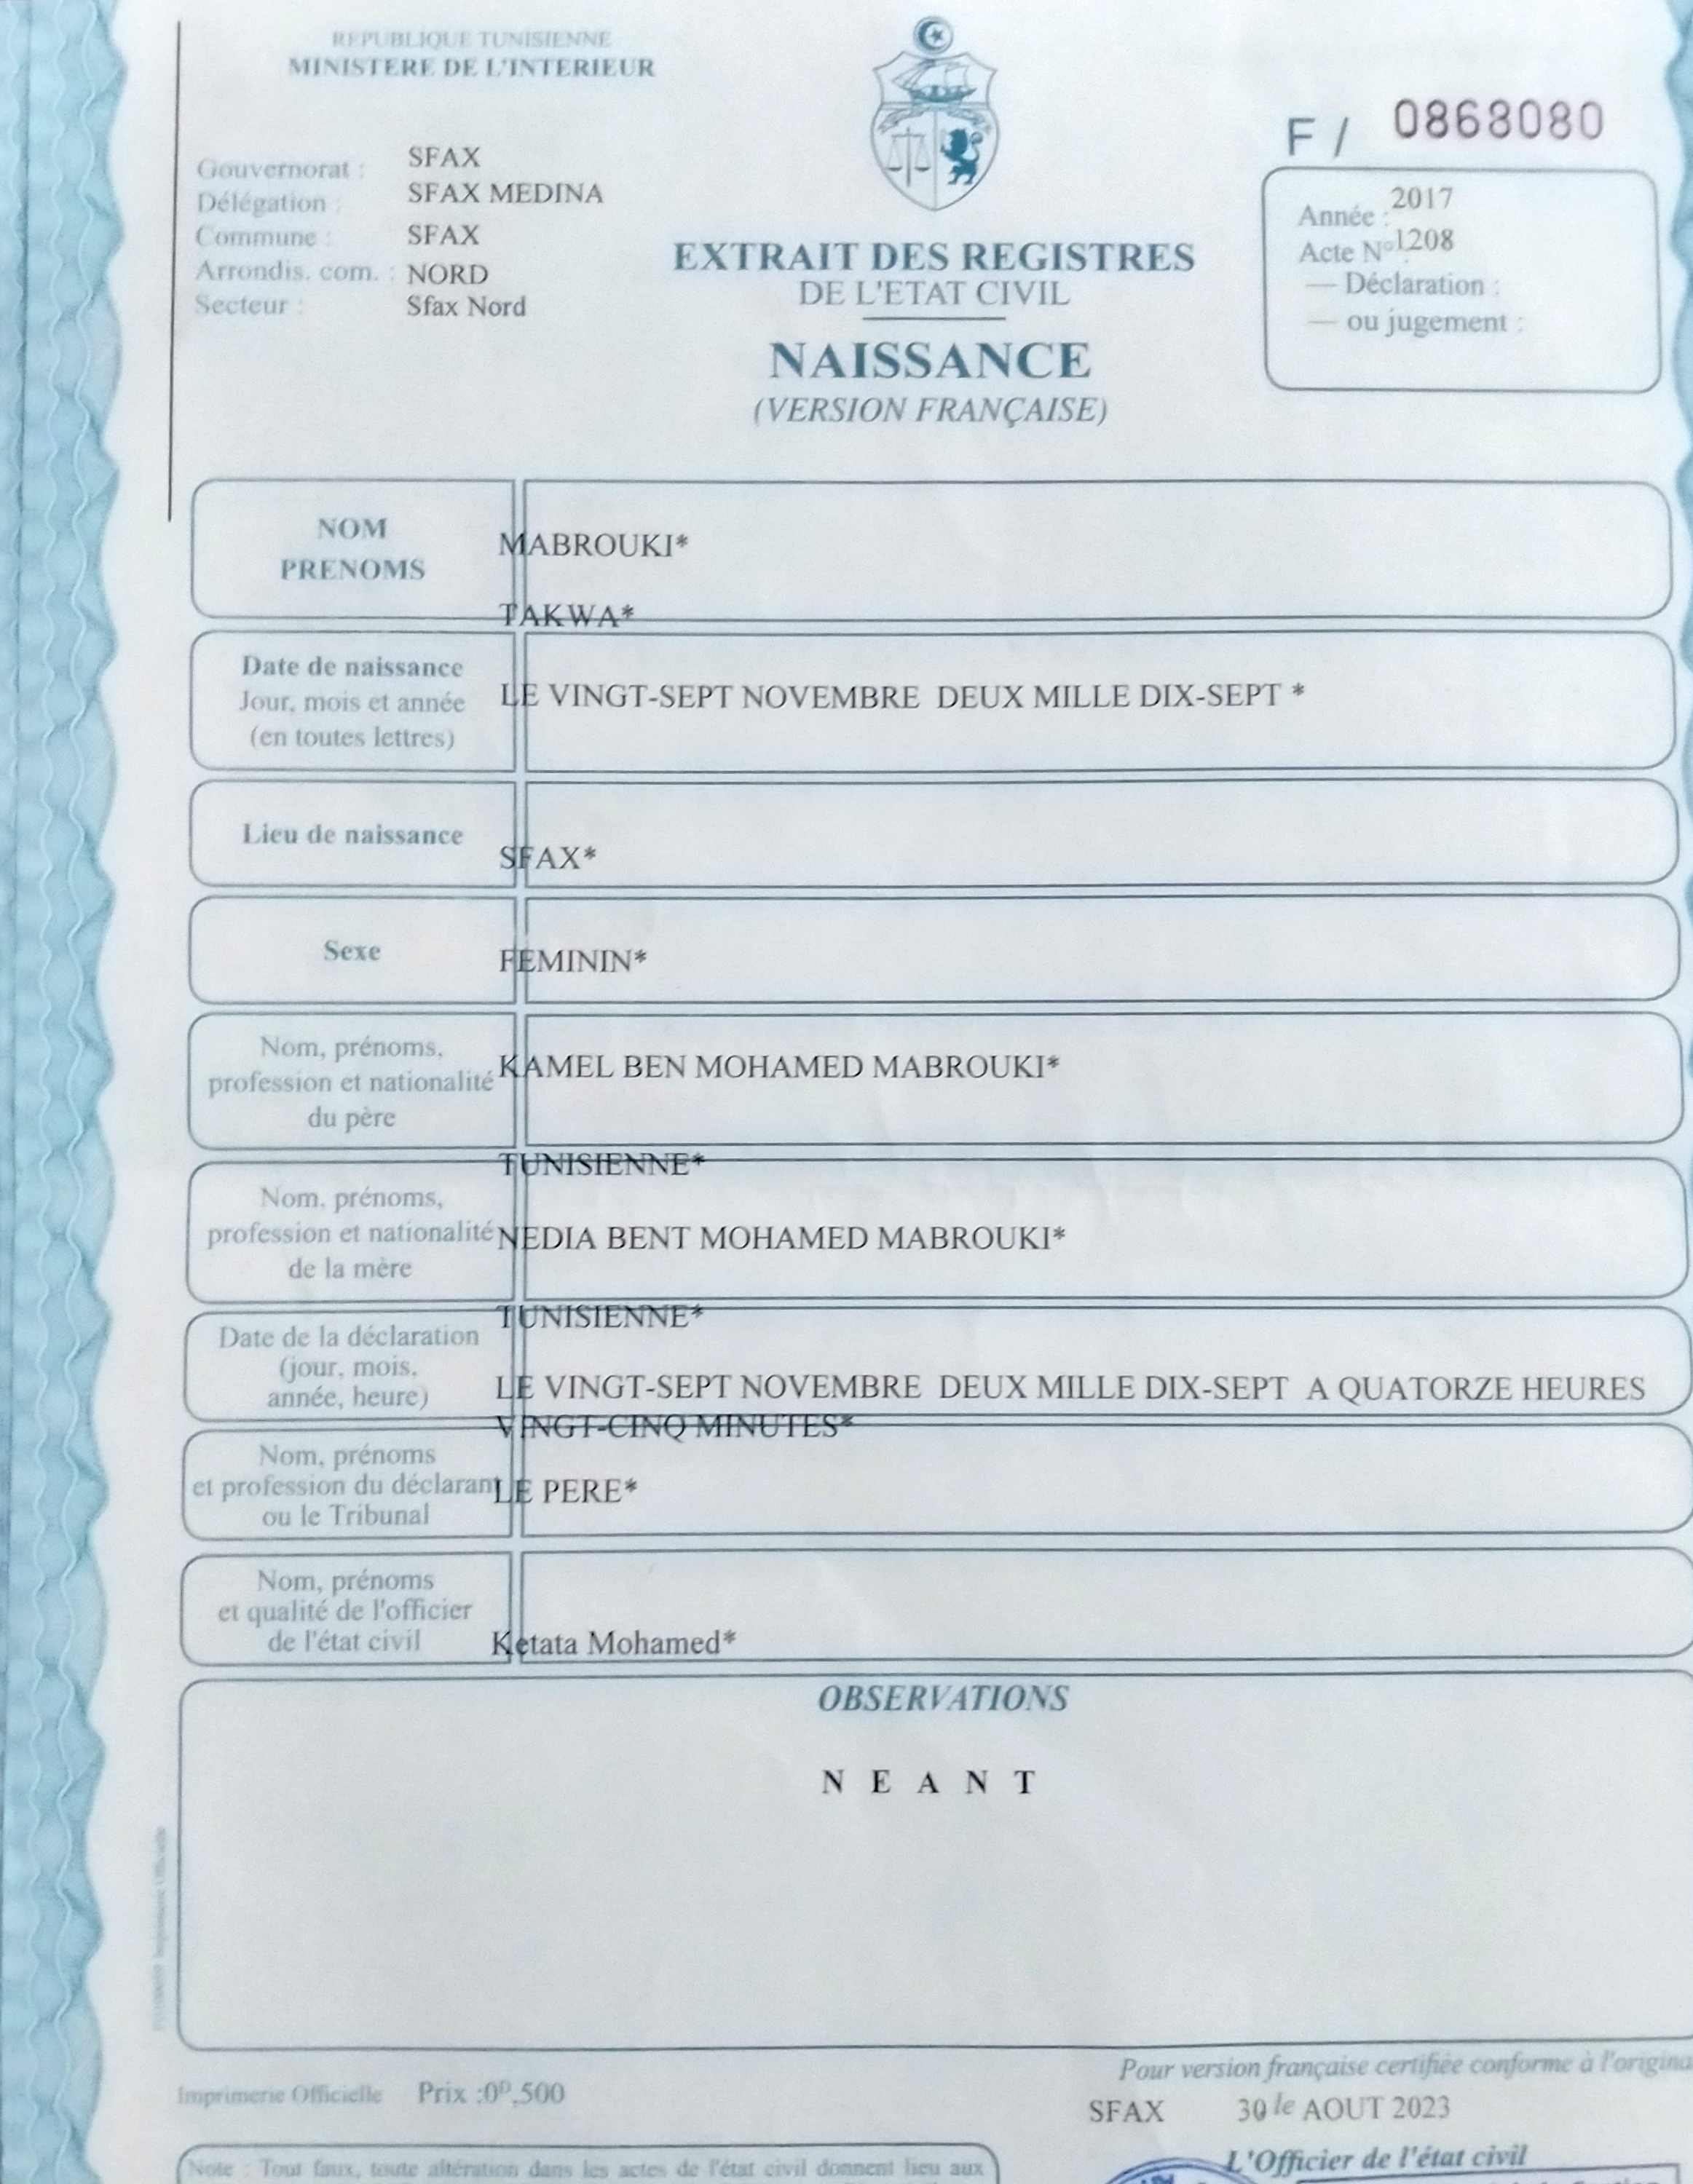 REPUBLIQUE TUNISIENNE
MINISTERE DE L'INTERIEUR
Gouvernorat : SFAX
Délégation : SFAX MEDINA
Commune : SFAX
Arrondis. com. : NORD
Secteur : Sfax Nord
F / 0868080
Année : 2017
Acte N° 1208
— Déclaration :
— ou jugement :
EXTRAIT DES REGISTRES
DE L'ETAT CIVIL
NAISSANCE
(VERSION FRANÇAISE)
NOM
PRENOMS
MABROUKI*
TAKWA*
Date de naissance
Jour, mois et année
(en toutes lettres)
LE VINGT-SEPT NOVEMBRE DEUX MILLE DIX-SEPT *
Lieu de naissance
SFAX*
Sexe
FEMININ*
Nom, prénoms,
profession et nationalité
du père
KAMEL BEN MOHAMED MABROUKI*
TUNISIENNE*
Nom, prénoms,
profession et nationalité
de la mère
NEDIA BENT MOHAMED MABROUKI*
TUNISIENNE*
Date de la déclaration
(jour, mois,
année, heure)
LE VINGT-SEPT NOVEMBRE DEUX MILLE DIX-SEPT A QUATORZE HEURES
VINGT-CINQ MINUTES*
Nom, prénoms
et profession du déclarant
ou le Tribunal
LE PERE*
Nom, prénoms
et qualité de l'officier
de l'état civil
Ketata Mohamed*
OBSERVATIONS
N E A N T
Pour version française certifiée conforme à l'origina
Imprimerie Officielle Prix :0ᴰ,500
SFAX 30 le AOUT 2023
L'Officier de l'état civil
Note : Tout faux, toute altération dans les actes de l'état civil donnent lieu aux